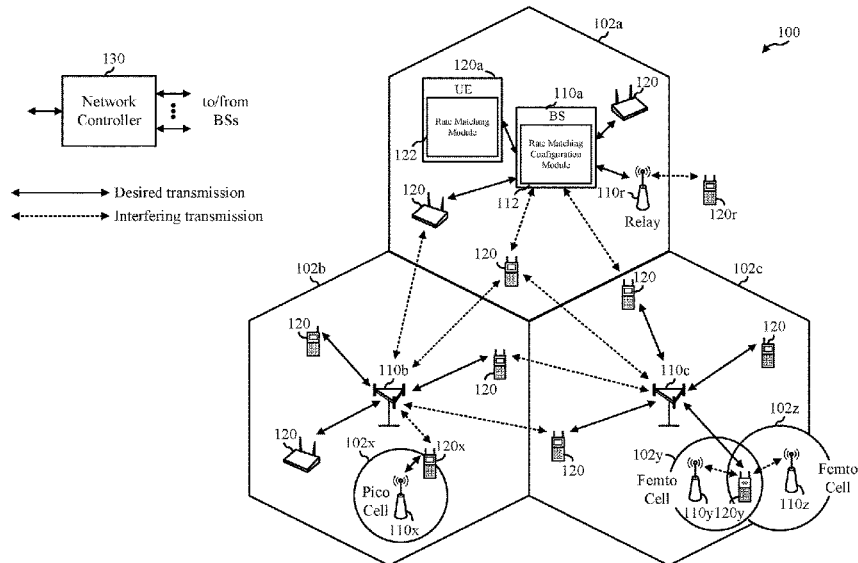 102a
100
130
Network
Controller
to/from
BSs
120a
UE
Rate Matching
Module
122
110a
BS
Rate Matching
Configuration
Module
112
120
110r
Relay
120r
120
Desired transmission
Interfering transmission
102b
120
120
102c
120
110b
120
120
110c
120
120
102x
120x
Pico
Cell
110x
120
102y
102z
Femto
Cell
110y
120y
110z
Femto
Cell